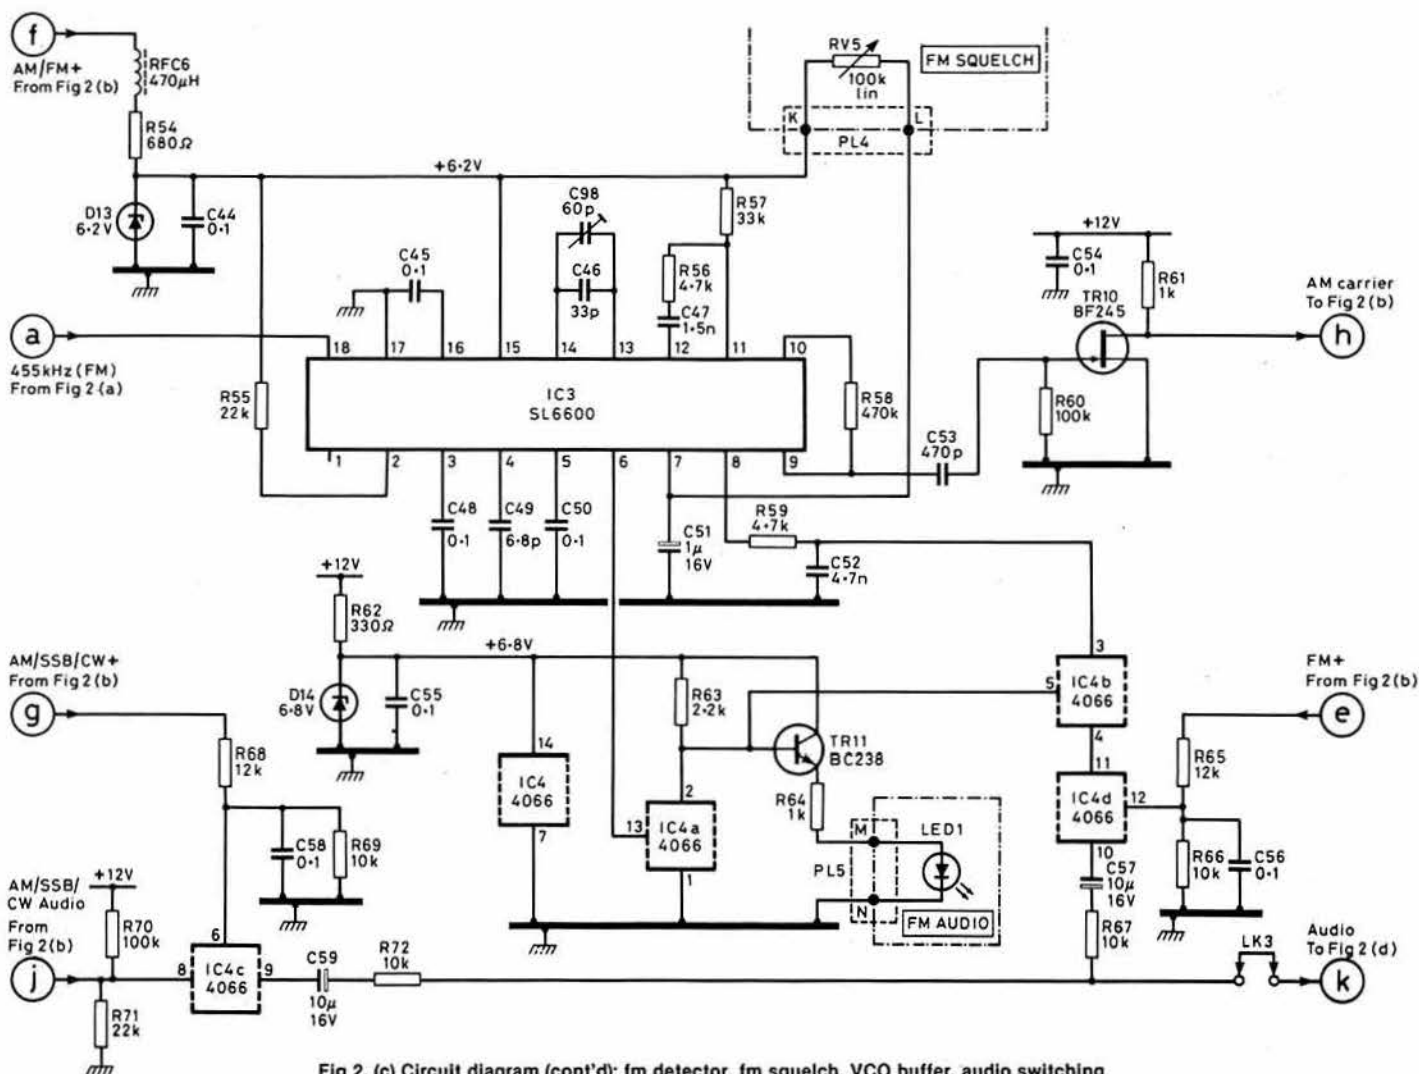 f
AM/FM+
From Fig 2(b)
RFC6
470µH
R54
680Ω
+6·2V
D13
6·2V
C44
0·1
RV5
100k
lin
FM SQUELCH
K
L
PL4
C45
0·1
C98
60p
C46
33p
R57
33k
R56
4·7k
C47
1·5n
+12V
C54
0·1
R61
1k
TR10
BF245
AM carrier
To Fig 2(b)
h
a
455kHz (FM)
From Fig 2(a)
R55
22k
18
17
16
15
14
13
12
11
10
IC3
SL6600
1
2
3
4
5
6
7
8
9
R58
470k
C53
470p
R60
100k
C48
0·1
C49
6·8p
C50
0·1
C51
1µ
16V
R59
4·7k
C52
4·7n
+12V
R62
330Ω
+6·8V
D14
6·8V
C55
0·1
AM/SSB/CW+
From Fig 2(b)
g
R68
12k
14
IC4
4066
7
R63
2·2k
2
13
IC4a
4066
1
TR11
BC238
R64
1k
M
PL5
N
LED1
FM AUDIO
3
5
IC4b
4066
4
11
IC4d
4066
12
10
FM+
From Fig 2(b)
e
R65
12k
R66
10k
C56
0·1
C57
10µ
16V
R67
10k
C58
0·1
R69
10k
AM/SSB/
CW Audio
From
Fig 2(b)
j
+12V
R70
100k
R71
22k
6
8
IC4c
4066
9
C59
10µ
16V
R72
10k
LK3
Audio
To Fig 2(d)
k
Fig 2. (c) Circuit diagram (cont'd): fm detector, fm squelch, VCO buffer, audio switching